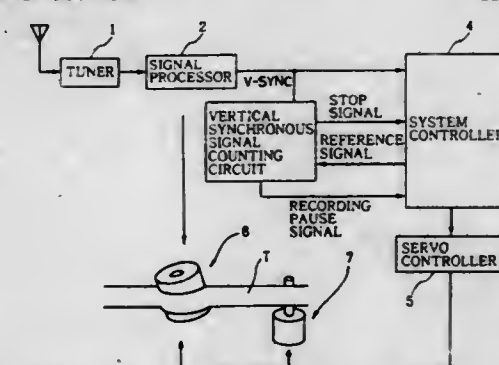 1
2
4
TUNER
SIGNAL
PROCESSOR
V-SYNC
VERTICAL
SYNCHRONOUS
SIGNAL
COUNTING
CIRCUIT
STOP
SIGNAL
REFERENCE
SIGNAL
SYSTEM
CONTROLLER
RECORDING
PAUSE
SIGNAL
SERVO
CONTROLLER
5
6
T
7